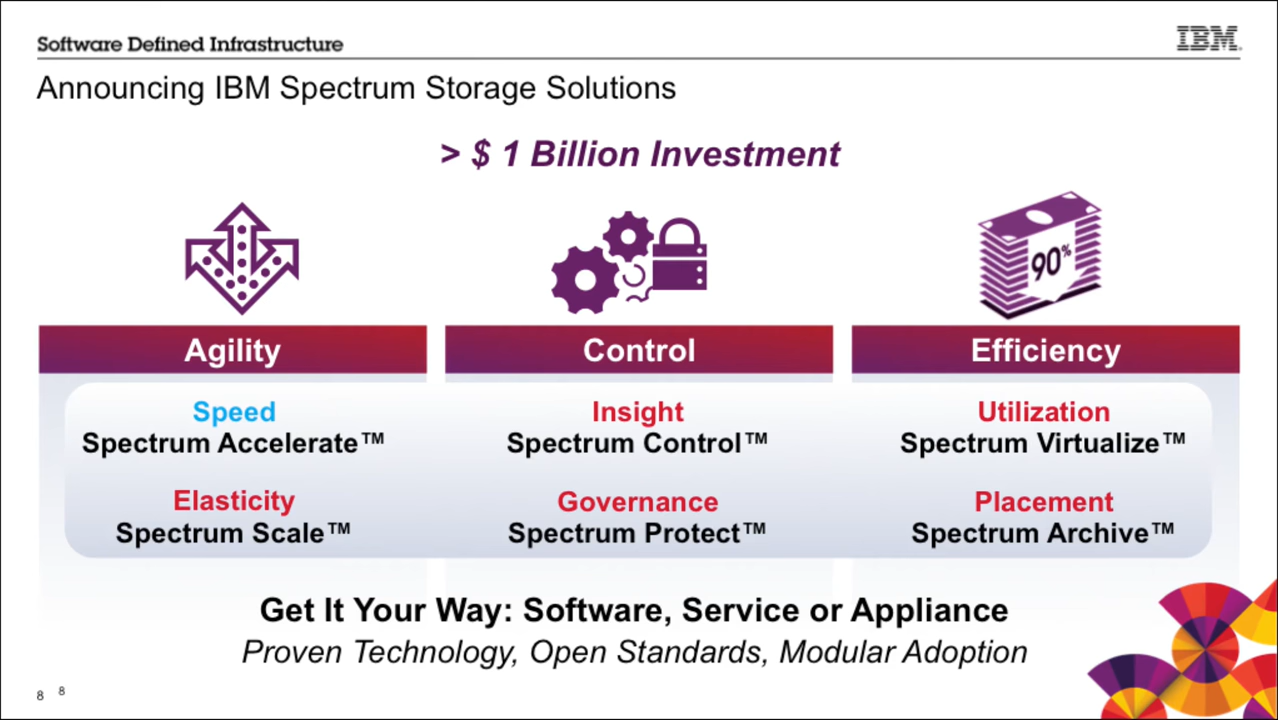 Software Defined Infrastructure
IBM
Announcing IBM Spectrum Storage Solutions
> $ 1 Billion Investment
90%
Agility
Control
Efficiency
Speed
Spectrum Accelerate™
Insight
Spectrum Control™
Utilization
Spectrum Virtualize™
Elasticity
Spectrum Scale™
Governance
Spectrum Protect™
Placement
Spectrum Archive™
Get It Your Way: Software, Service or Appliance
Proven Technology, Open Standards, Modular Adoption
8 8